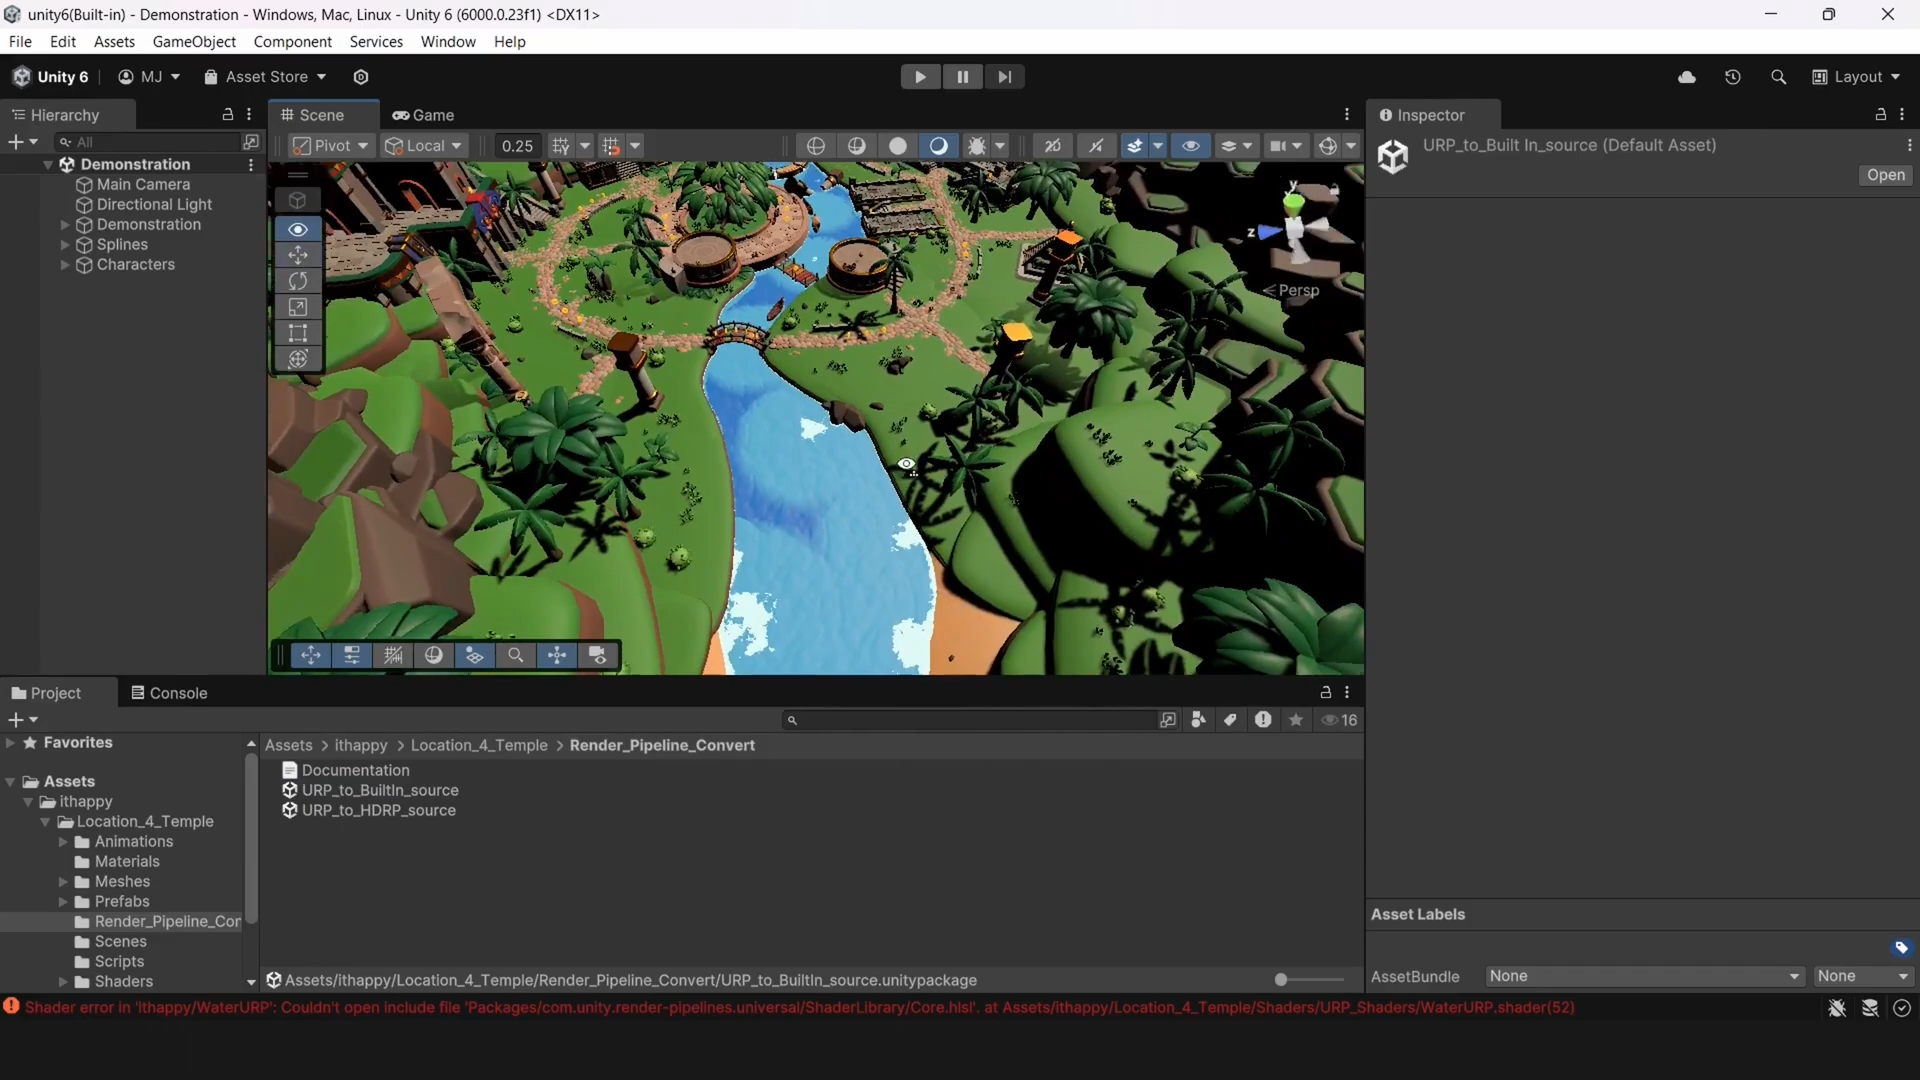 unity6(Built-in) - Demonstration - Windows, Mac, Linux - Unity 6 (6000.0.23f1) <DX11>
File Edit Assets GameObject Component Services Window Help
Unity 6 MJ Asset Store Layout
Hierarchy
All
Demonstration
Main Camera
Directional Light
Demonstration
Splines
Characters
Scene Game
Pivot Local 0.25 2D
y
z
Persp
Inspector
URP_to_Built In_source (Default Asset)
Open
Project Console
16
Favorites
Assets
ithappy
Location_4_Temple
Animations
Materials
Meshes
Prefabs
Render_Pipeline_Con
Scenes
Scripts
Shaders
Assets > ithappy > Location_4_Temple > Render_Pipeline_Convert
Documentation
URP_to_BuiltIn_source
URP_to_HDRP_source
Assets/ithappy/Location_4_Temple/Render_Pipeline_Convert/URP_to_BuiltIn_source.unitypackage
Asset Labels
AssetBundle None None
Shader error in 'ithappy/WaterURP': Couldn't open include file 'Packages/com.unity.render-pipelines.universal/ShaderLibrary/Core.hlsl'. at Assets/ithappy/Location_4_Temple/Shaders/URP_Shaders/WaterURP.shader(52)